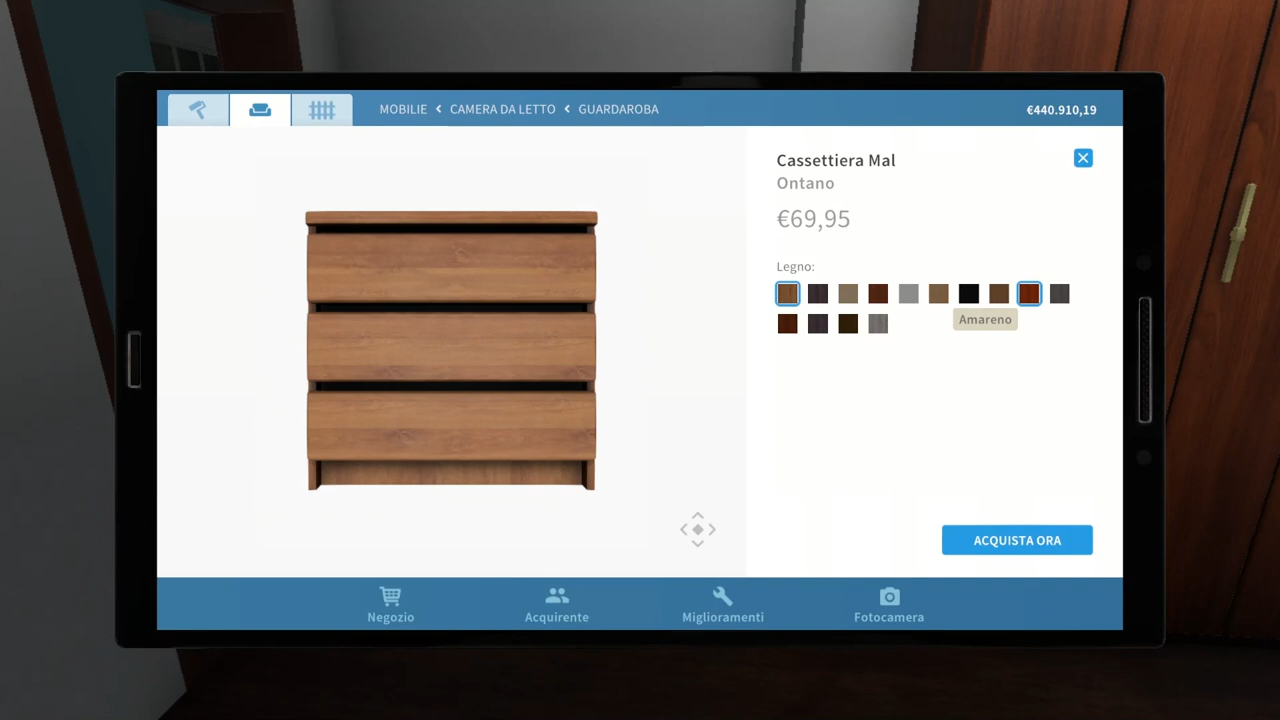 MOBILIE < CAMERA DA LETTO < GUARDAROBA
€440.910,19
Cassettiera Mal
Ontano
€69,95
Legno:
Amareno
ACQUISTA ORA
Negozio
Acquirente
Miglioramenti
Fotocamera